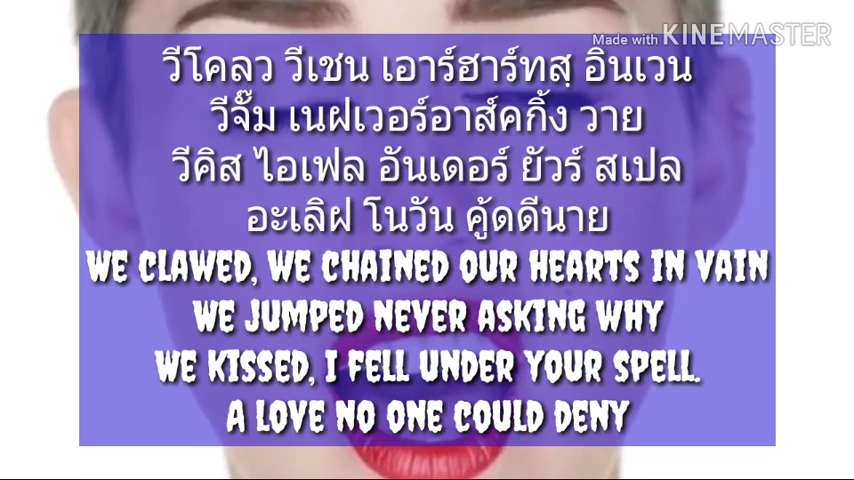 Made with KINEMASTER
วีโคลว วีเชน เอาร์ฮาร์ทสฺ อินเวน
วีจั๊ม เนฝเวอร์อาส์คกิ้ง วาย
วีคิส ไอเฟล อันเดอร์ ยัวร์ สเปล
อะเลิฝ โนวัน คู้ดดีนาย
WE CLAWED, WE CHAINED OUR HEARTS IN VAIN
WE JUMPED NEVER ASKING WHY
WE KISSED, I FELL UNDER YOUR SPELL.
A LOVE NO ONE COULD DENY